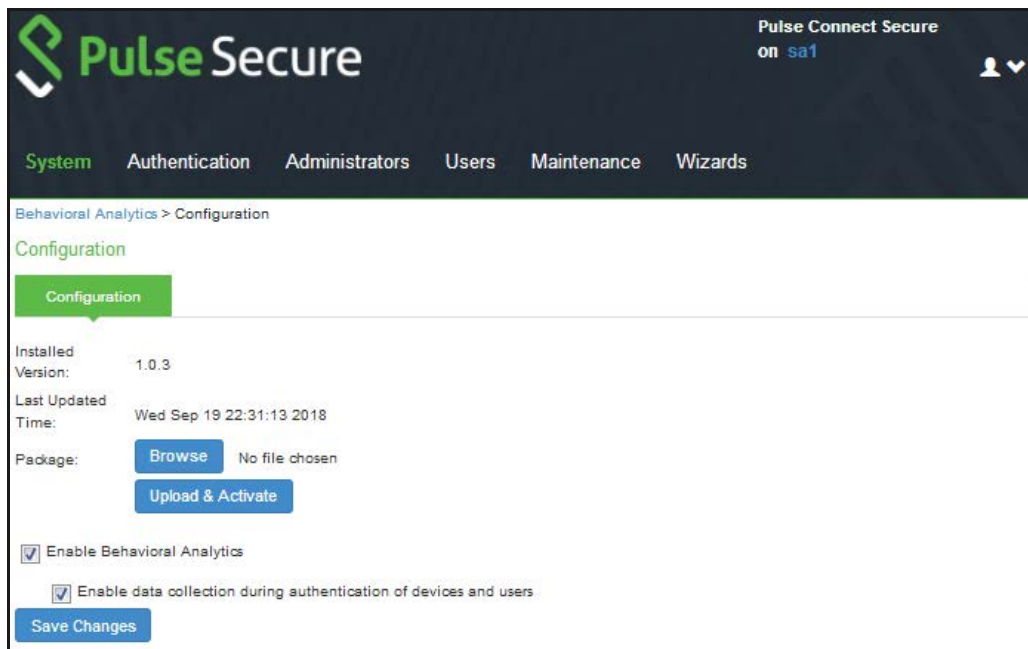 Pulse Secure
Pulse Connect Secure
on sa1
System Authentication Administrators Users Maintenance Wizards
Behavioral Analytics > Configuration
Configuration
Configuration
Installed
Version:
1.0.3
Last Updated
Time:
Wed Sep 19 22:31:13 2018
Package:
Browse No file chosen
Upload & Activate
Enable Behavioral Analytics
Enable data collection during authentication of devices and users
Save Changes